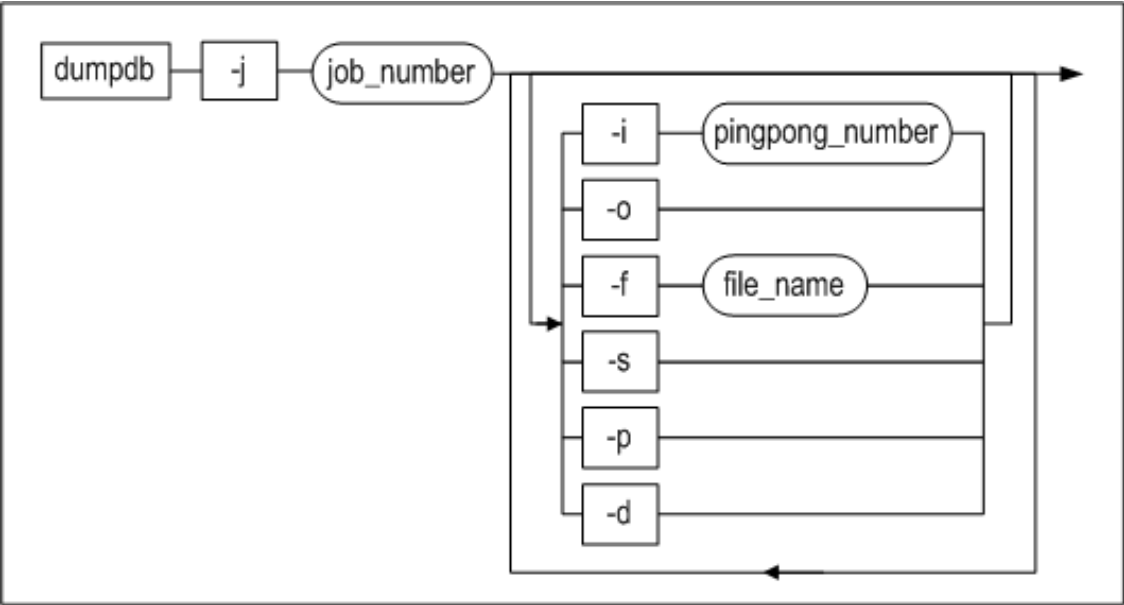 dumpdb -j job_number
-i pingpong_number
-o
-f file_name
-s
-p
-d